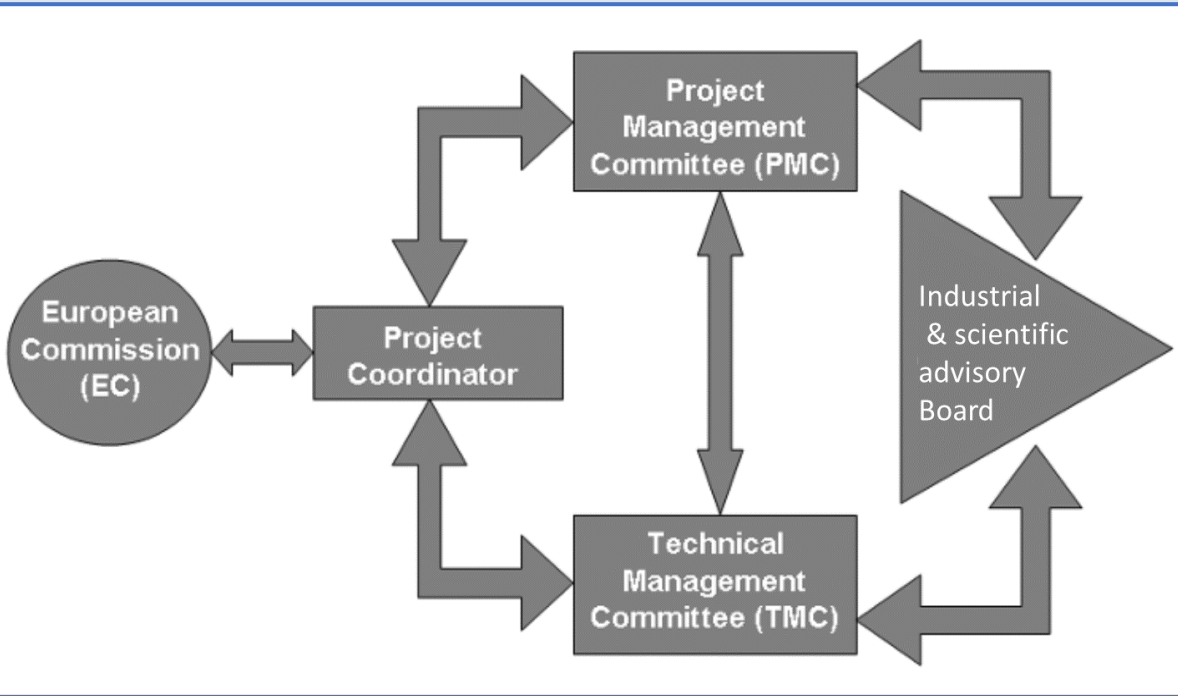 Project
Management
Committee (PMC)
European
Commission
(EC)
Project
Coordinator
Industrial
& scientific
advisory
Board
Technical
Management
Committee (TMC)